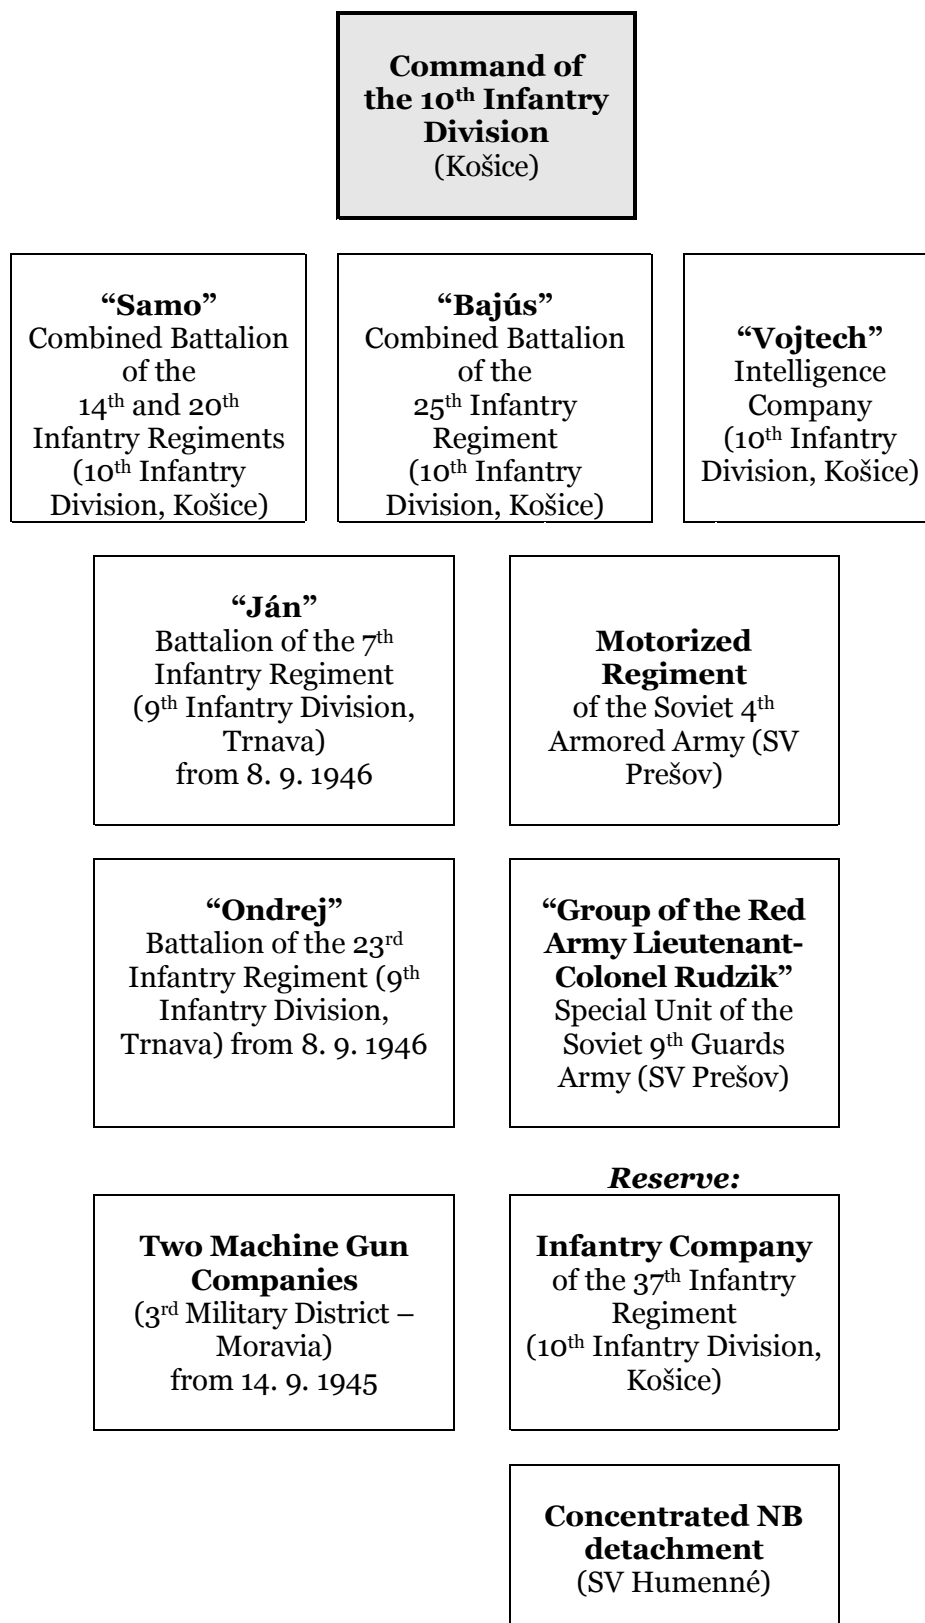 Command of
the 10th Infantry
Division
(Košice)
“Samo”
Combined Battalion
of the
14th and 20th
Infantry Regiments
(10th Infantry
Division, Košice)
“Bajús”
Combined Battalion
of the
25th Infantry
Regiment
(10th Infantry
Division, Košice)
“Vojtech”
Intelligence
Company
(10th Infantry
Division, Košice)
“Ján”
Battalion of the 7th
Infantry Regiment
(9th Infantry Division,
Trnava)
from 8. 9. 1946
Motorized
Regiment
of the Soviet 4th
Armored Army (SV
Prešov)
“Ondrej”
Battalion of the 23rd
Infantry Regiment (9th
Infantry Division,
Trnava) from 8. 9. 1946
“Group of the Red
Army Lieutenant-
Colonel Rudzik”
Special Unit of the
Soviet 9th Guards
Army (SV Prešov)
Two Machine Gun
Companies
(3rd Military District –
Moravia)
from 14. 9. 1945
Reserve:
Infantry Company
of the 37th Infantry
Regiment
(10th Infantry Division,
Košice)
Concentrated NB
detachment
(SV Humenné)